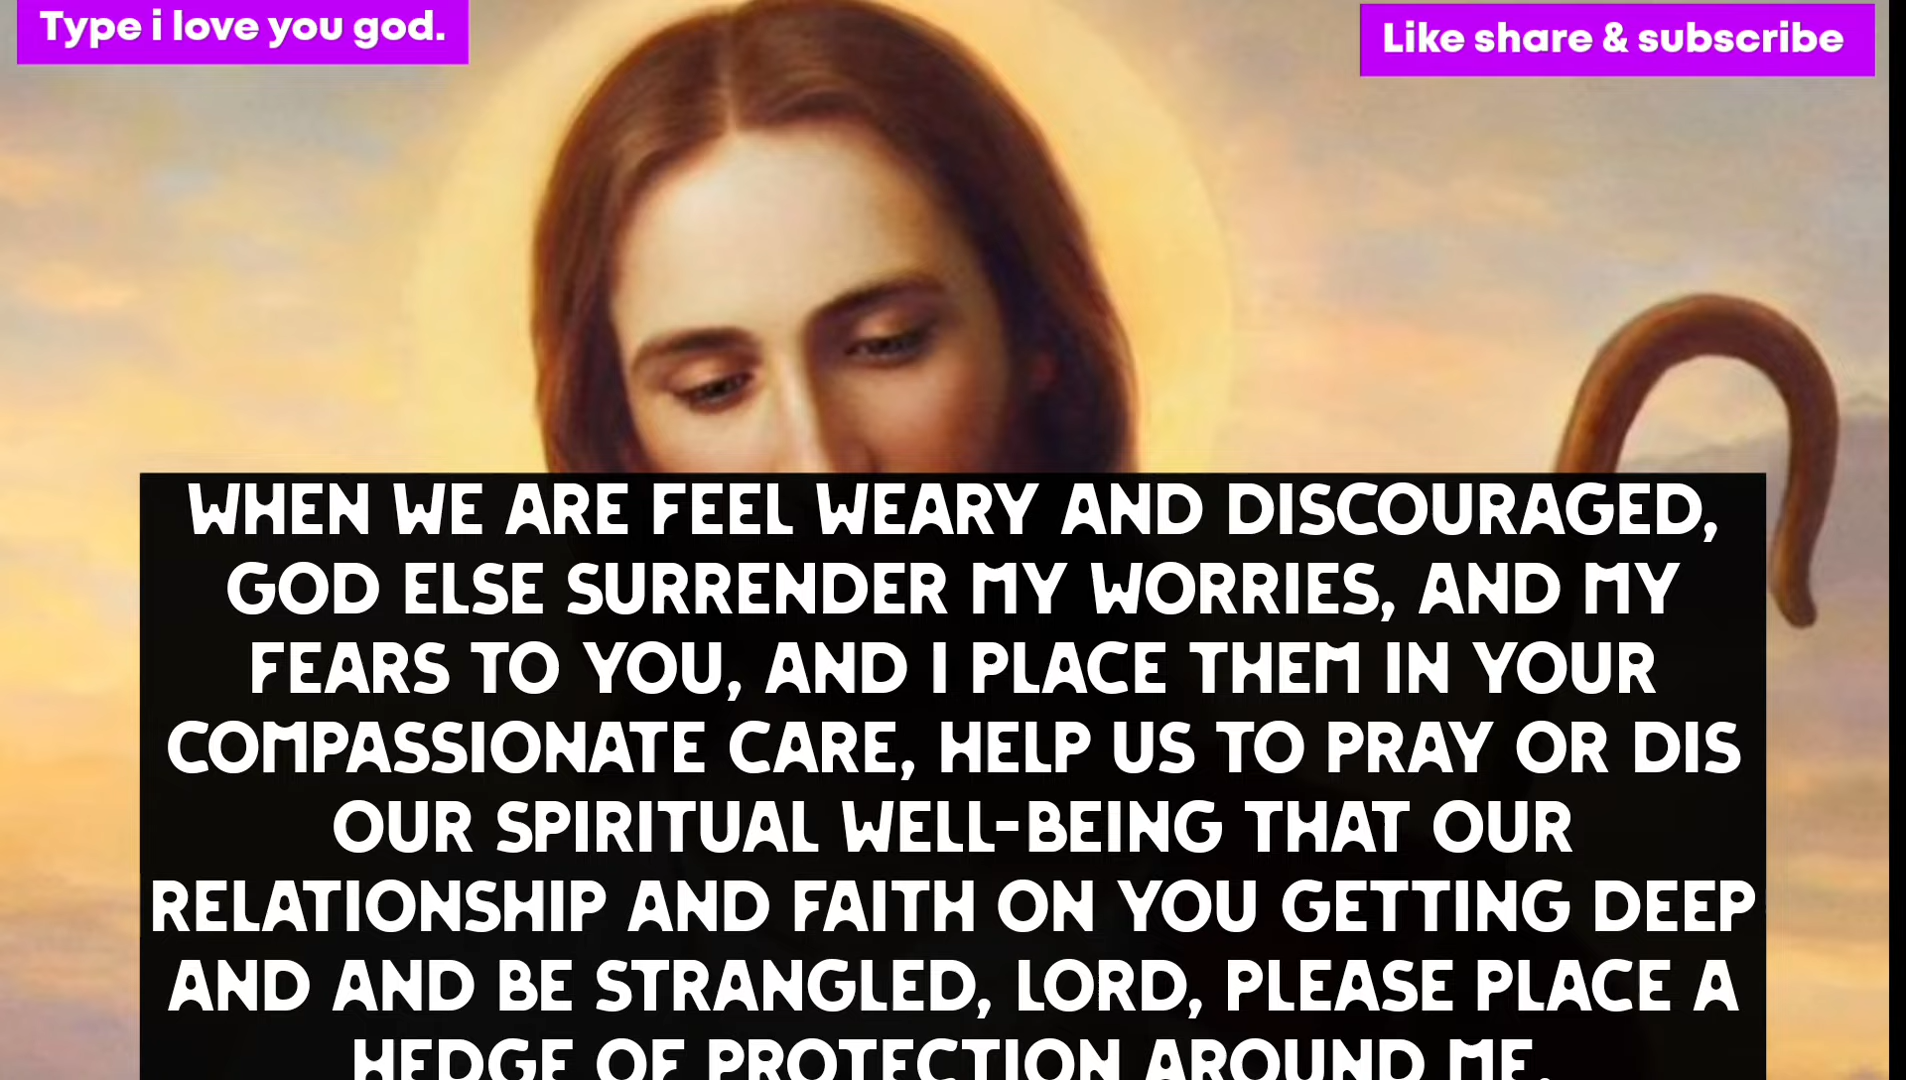 Type i love you god.
Like share & subscribe
WHEN WE ARE FEEL WEARY AND DISCOURAGED,
GOD ELSE SURRENDER MY WORRIES, AND MY
FEARS TO YOU, AND I PLACE THEM IN YOUR
COMPASSIONATE CARE, HELP US TO PRAY OR DIS
OUR SPIRITUAL WELL-BEING THAT OUR
RELATIONSHIP AND FAITH ON YOU GETTING DEEP
AND AND BE STRANGLED, LORD, PLEASE PLACE A
HEDGE OF PROTECTION AROUND ME.